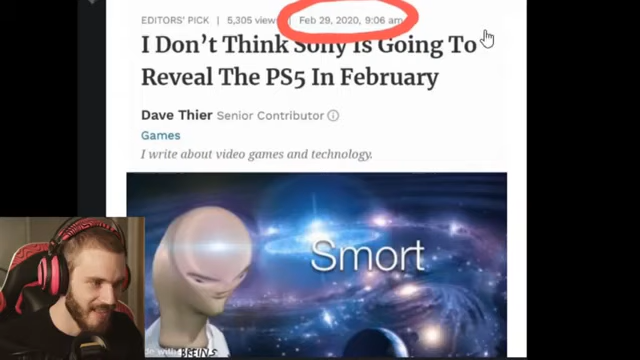 EDITORS' PICK | 5,305 views | Feb 29, 2020, 9:06 am
I Don't Think Sony Is Going To
Reveal The PS5 In February
Dave Thier Senior Contributor
Games
I write about video games and technology.
Smort
BREINS